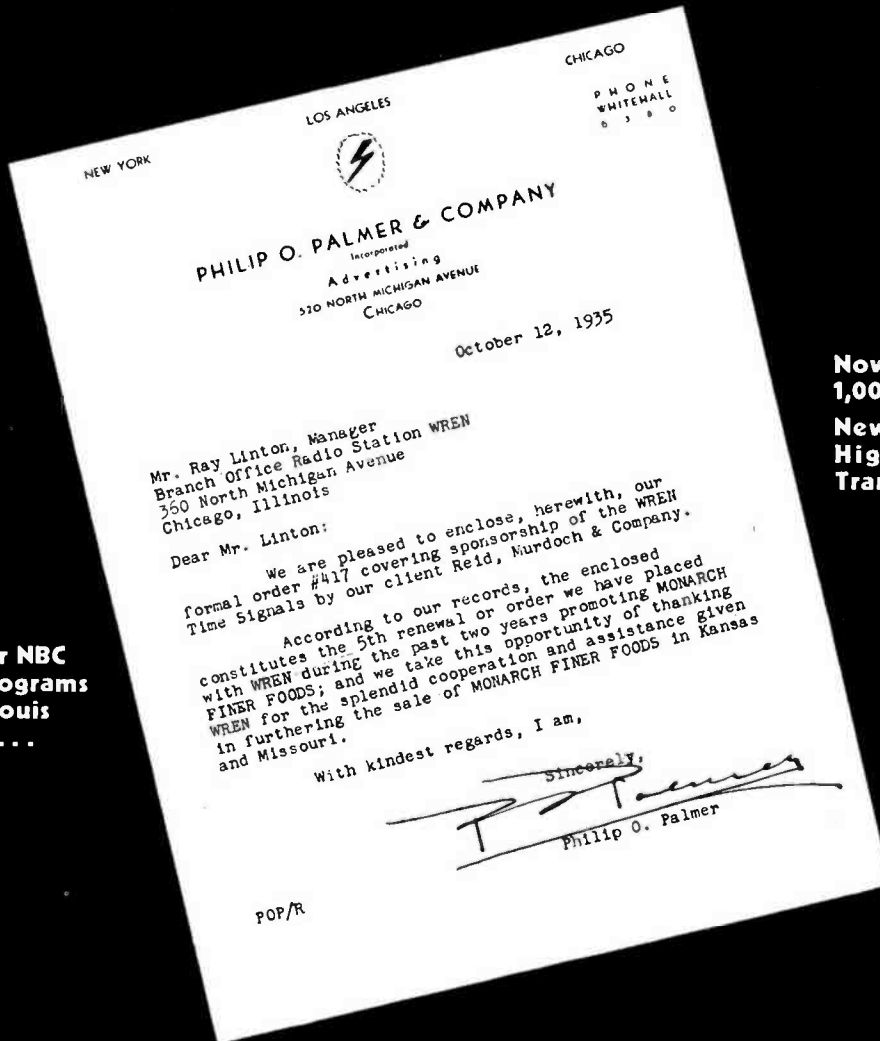 NEW YORK
LOS ANGELES
CHICAGO
PHONE
WHITEHALL
PHILIP O. PALMER & COMPANY
Incorporated
Advertising
520 NORTH MICHIGAN AVENUE
CHICAGO
October 12, 1935
Mr. Ray Linton, Manager
Branch Office Radio Station WREN
360 North Michigan Avenue
Chicago, Illinois
Dear Mr. Linton:
We are pleased to enclose, herewith, our
formal order #417 covering sponsorship of the WREN
Time Signals by our client Reid, Murdoch & Company.
According to our records, the enclosed
constitutes the 5th renewal or order we have placed
with WREN during the past two years promoting MONARCH
FINER FOODS; and we take this opportunity of thanking
WREN for the splendid cooperation and assistance given
in furthering the sale of MONARCH FINER FOODS in Kansas
and Missouri.
With kindest regards, I am,
Sincerely,
Philip O. Palmer
POP/R
r NBC
ograms
ouis
...
Nov
1,00
New
Hig
Tran